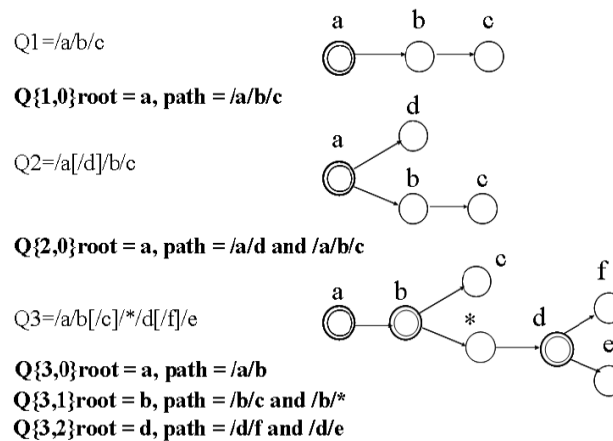 a b c
Q1=/a/b/c
Q{1,0}root = a, path = /a/b/c
d
a
Q2=/a[/d]/b/c
b c
Q{2,0}root = a, path = /a/d and /a/b/c
c
f
a b
* d
Q3=/a/b[/c]/*/d[/f]/e
e
Q{3,0}root = a, path = /a/b
Q{3,1}root = b, path = /b/c and /b/*
Q{3,2}root = d, path = /d/f and /d/e